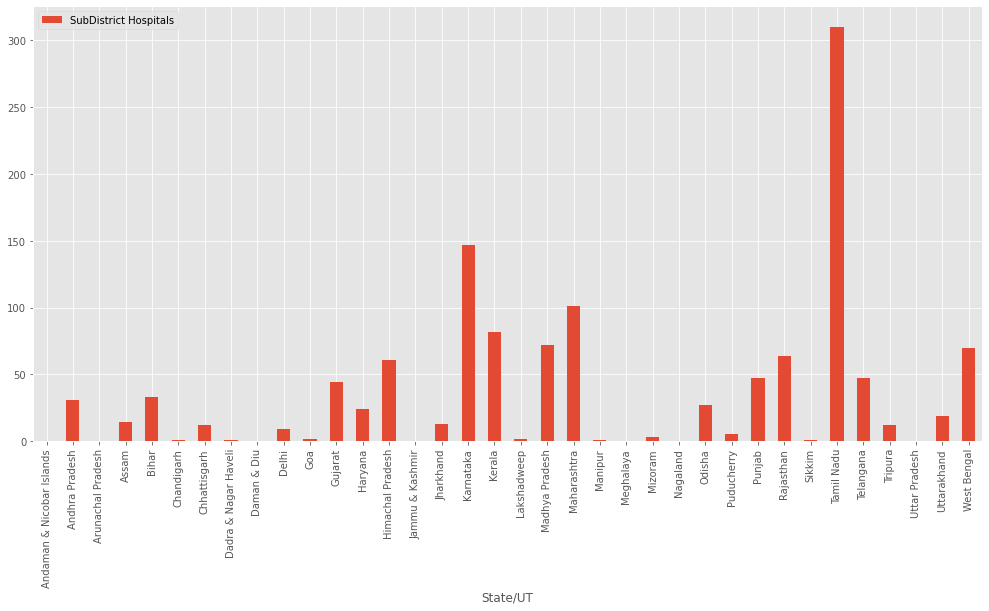 SubDistrict Hospitals
300
250
200
150
100
50
0
Andaman & Nicobar Islands
Andhra Pradesh
Arunachal Pradesh
Assam
Bihar
Chandigarh
Chhattisgarh
Dadra & Nagar Haveli
Daman & Diu
Delhi
Goa
Gujarat
Haryana
Himachal Pradesh
Jammu & Kashmir
Jharkhand
Karnataka
Kerala
Lakshadweep
Madhya Pradesh
Maharashtra
Manipur
Meghalaya
Mizoram
Nagaland
Odisha
Puducherry
Punjab
Rajasthan
Sikkim
Tamil Nadu
Telangana
Tripura
Uttar Pradesh
Uttarakhand
West Bengal
State/UT